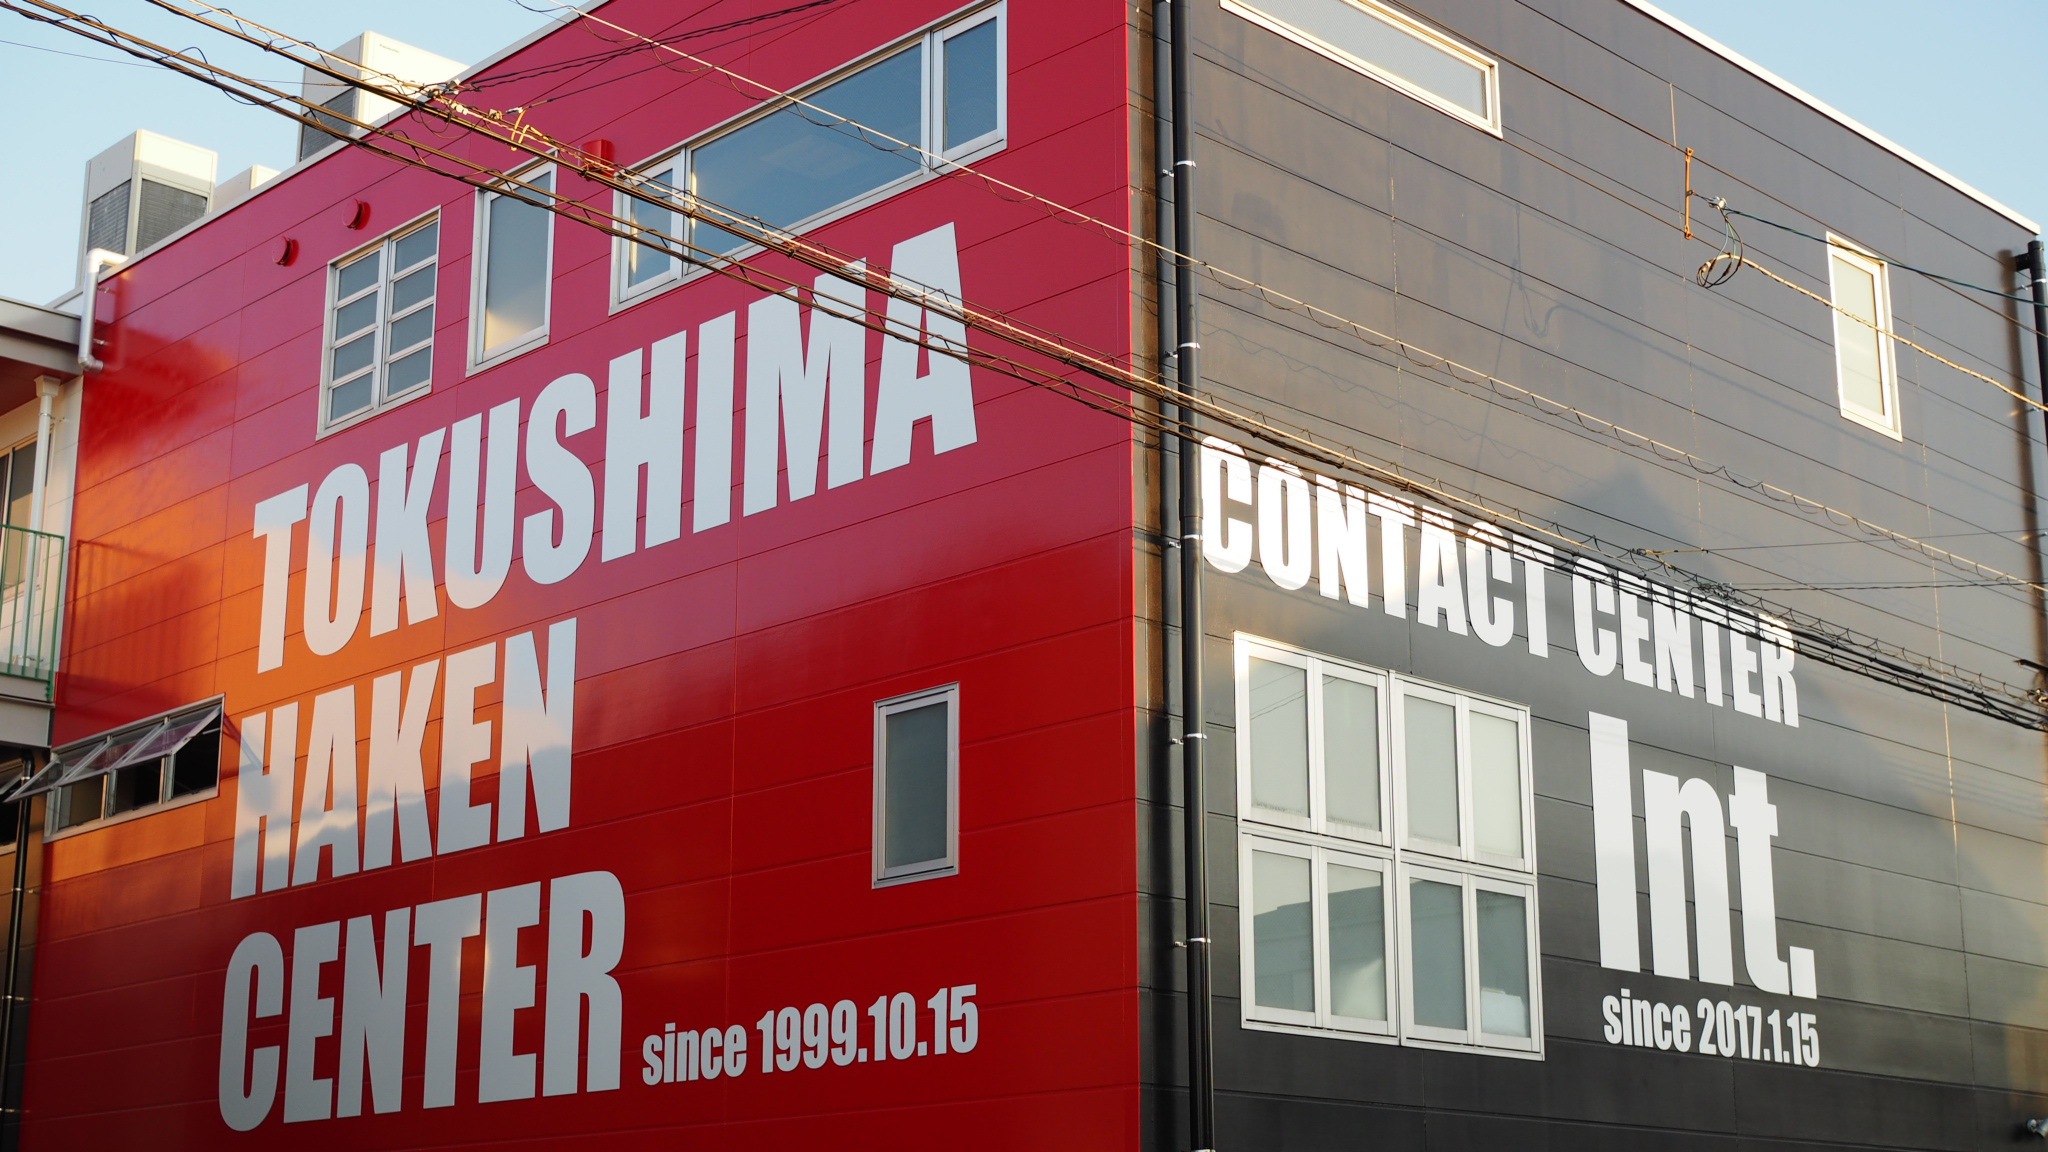 TOKUSHIMA
HAKEN
CENTER
since 1999.10.15
CONTACT CENTER
Int.
since 2017.1.15